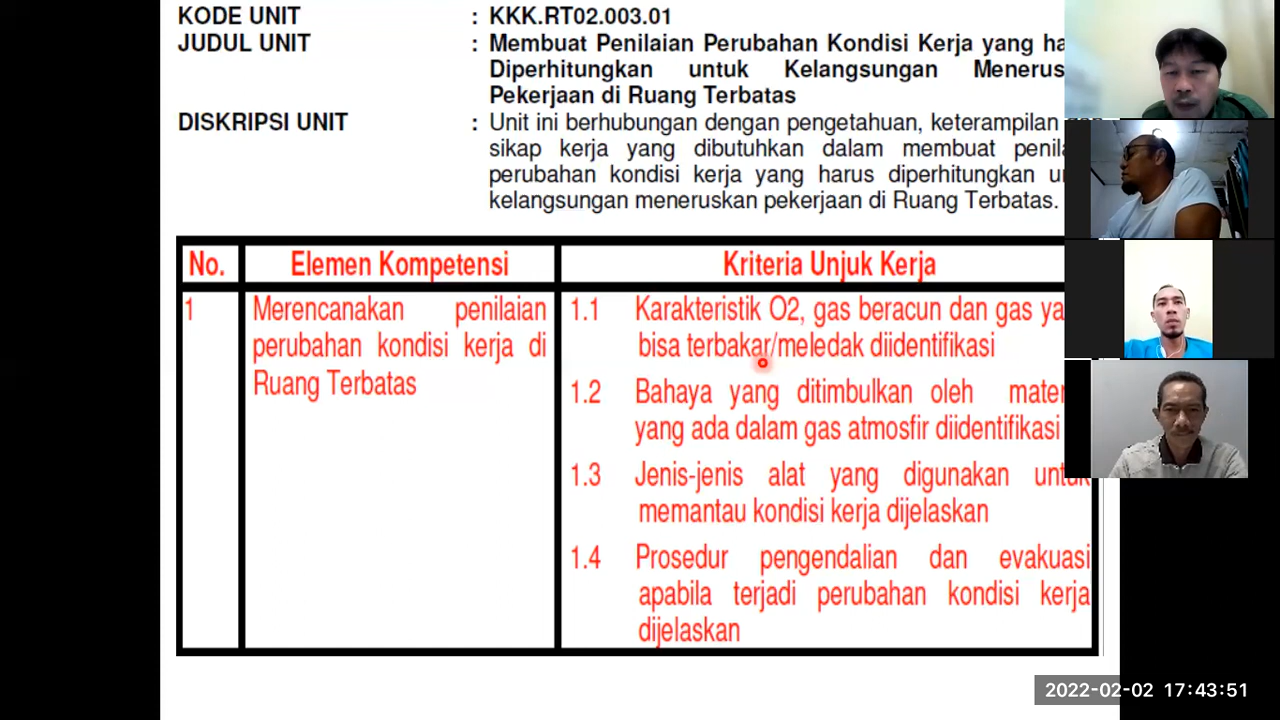 KODE UNIT : KKK.RT02.003.01
JUDUL UNIT : Membuat Penilaian Perubahan Kondisi Kerja yang
Diperhitungkan untuk Kelangsungan
Pekerjaan di Ruang Terbatas
DISKRIPSI UNIT : Unit ini berhubungan dengan pengetahuan, keterampilan
sikap kerja yang dibutuhkan dalam membuat
perubahan kondisi kerja yang harus diperhitungkan
kelangsungan meneruskan pekerjaan di Ruang Terbatas.
No. Elemen Kompetensi Kriteria Unjuk Kerja
1 Merencanakan penilaian
perubahan kondisi kerja di
Ruang Terbatas
1.1 Karakteristik O2, gas beracun dan gas
bisa terbakar/meledak diidentifikasi
1.2 Bahaya yang ditimbulkan oleh
yang ada dalam gas atmosfir diidentifikasi
1.3 Jenis-jenis alat yang digunakan untuk
memantau kondisi kerja dijelaskan
1.4 Prosedur pengendalian dan evakuasi
apabila terjadi perubahan kondisi kerja
dijelaskan
2022-02-02 17:43:51